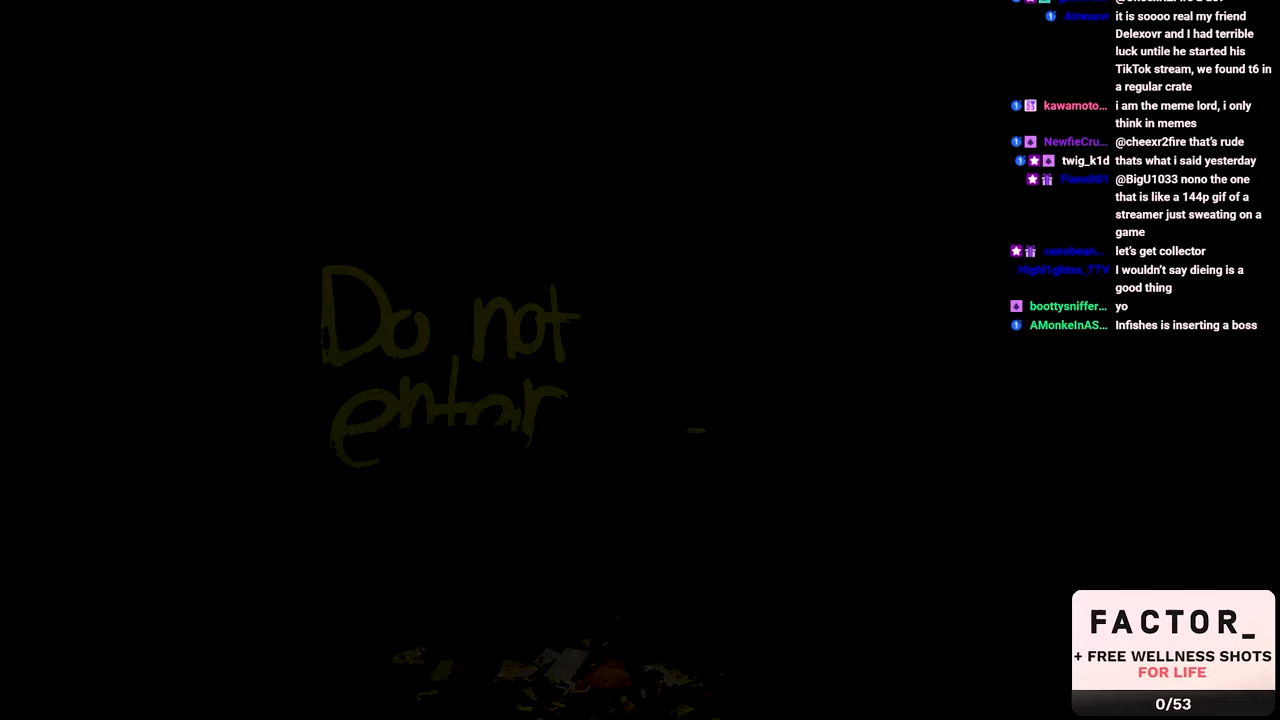 it is soooo real my friend
Delexovr and I had terrible
luck untile he started his
TikTok stream, we found t6 in
a regular crate
kawamoto... i am the meme lord, i only
think in memes
NewfieCru... @cheexr2fire that's rude
twig_k1d thats what i said yesterday
@BigU1033 nono the one
that is like a 144p gif of a
streamer just sweating on a
game
let's get collector
I wouldn't say dieing is a
good thing
boottysniffer... yo
AMonkeInAS... Infishes is inserting a boss
Do not
enter
FACTOR_
+ FREE WELLNESS SHOTS
FOR LIFE
0/53